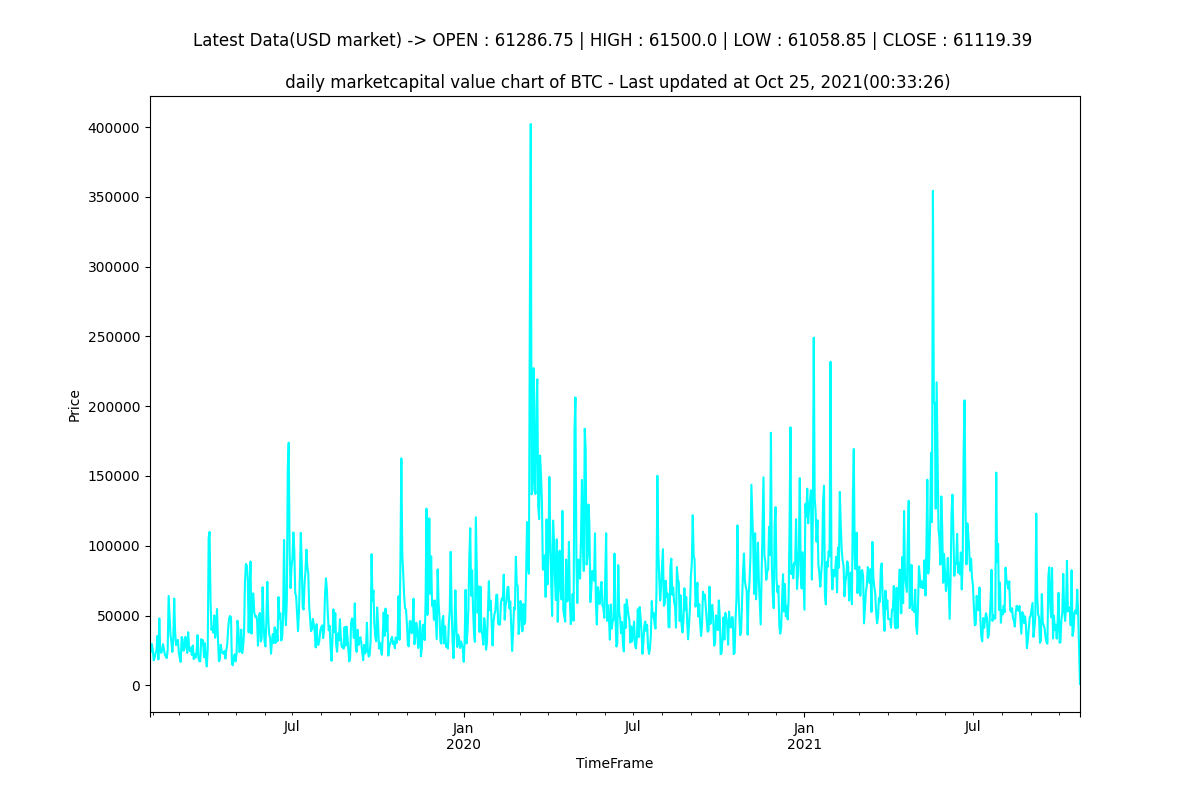 Latest Data(USD market) -> OPEN : 61286.75 | HIGH : 61500.0 | LOW : 61058.85 | CLOSE : 61119.39
daily marketcapital value chart of BTC - Last updated at Oct 25, 2021(00:33:26)
400000
350000
300000
250000
200000
150000
100000
50000
0
Price
Jul
Jan
2020
Jul
Jan
2021
Jul
TimeFrame